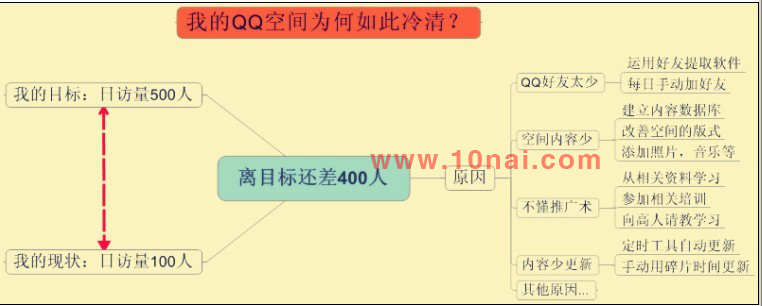 我的QQ空间为何如此冷清？
我的目标：日访量500人
我的现状：日访量100人
离目标还差400人
www.10nai.com
原因
QQ好友太少
运用好友提取软件
每日手动加好友
空间内容少
建立内容数据库
改善空间的版式
添加照片，音乐等
不懂推广术
从相关资料学习
参加相关培训
向高人请教学习
内容少更新
定时工具自动更新
手动用碎片时间更新
其他原因...